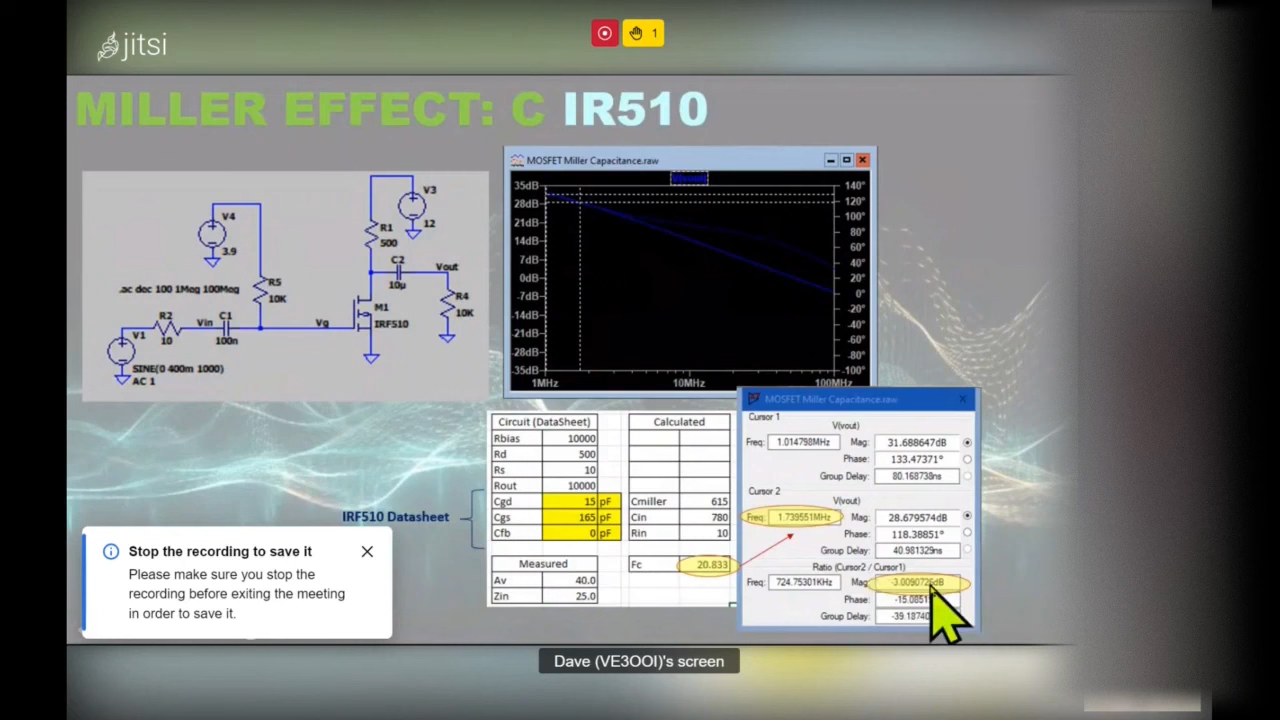 jitsi
1
MILLER EFFECT: C IR510
V4
3.9
.ac dec 100 1Meg 100Meg
R5
10K
R2
10
Vin
C1
100n
V1
SINE(0 400m 1000)
AC 1
Vg
R1
500
V3
12
C2
10µ
Vout
R4
10K
M1
IRF510
MOSFET Miller Capacitance.raw
35dB
28dB
21dB
14dB
7dB
0dB
-7dB
-14dB
-21dB
-28dB
-35dB
140°
120°
100°
80°
60°
40°
20°
0°
-20°
-40°
-60°
-80°
-100°
1MHz
10MHz
100MHz
Circuit (DataSheet)
Rbias 10000
Rd 500
Rs 10
Rout 10000
Cgd 15 pF
Cgs 165 pF
Cfb 0 pF
Measured
Av 40.0
Zin 25.0
Calculated
Cmiller 615
Cin 780
Rin 10
Fc 20.833
IRF510 Datasheet
MOSFET Miller Capacitance.raw
Cursor 1
V(vout)
Freq: 1.014798MHz Mag: 31.688647dB
Phase: 133.47371°
Group Delay: 80.168738ns
Cursor 2
V(vout)
Freq: 1.739551MHz Mag: 28.679574dB
Phase: 118.38851°
Group Delay: 40.981329ns
Ratio (Cursor2 / Cursor1)
Freq: 724.75301KHz Mag:
Phase:
Group Delay:
Stop the recording to save it
Please make sure you stop the
recording before exiting the meeting
in order to save it.
Dave (VE3OOI)'s screen